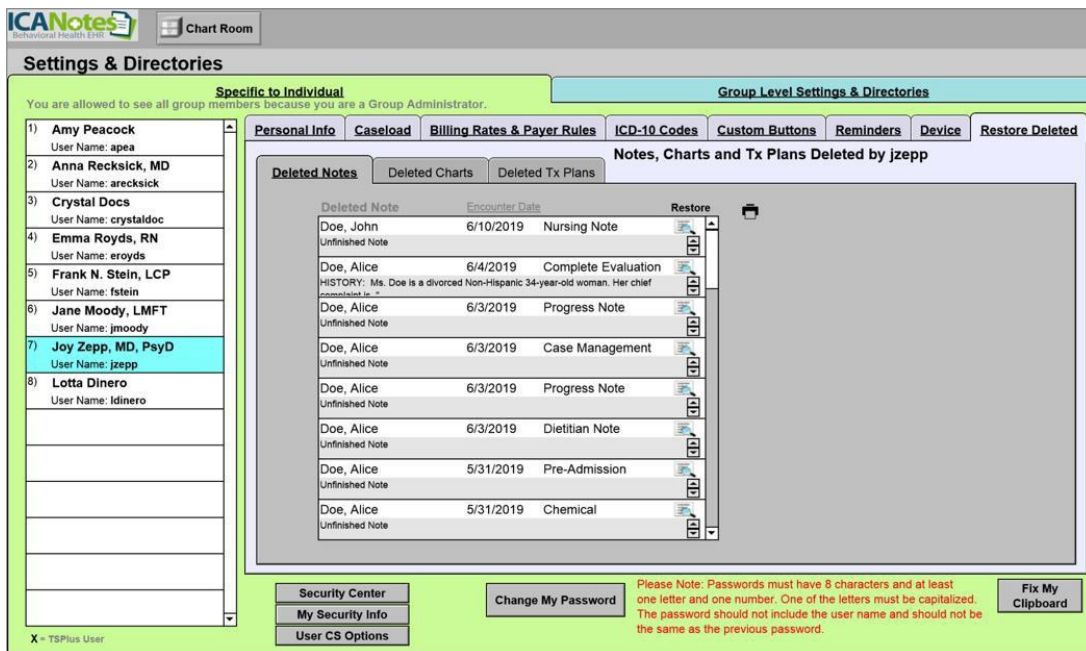 ICANotes
Behavioral Health EHR
Chart Room
Settings & Directories
Specific to Individual
Group Level Settings & Directories
You are allowed to see all group members because you are a Group Administrator.
1) Amy Peacock
User Name: apea
2) Anna Recksick, MD
User Name: arecksick
3) Crystal Docs
User Name: crystaldoc
4) Emma Royds, RN
User Name: eroyds
5) Frank N. Stein, LCP
User Name: fstein
6) Jane Moody, LMFT
User Name: jmoody
7) Joy Zepp, MD, PsyD
User Name: jzepp
8) Lotta Dinero
User Name: ldinero
X = TSPlus User
Personal Info Caseload Billing Rates & Payer Rules ICD-10 Codes Custom Buttons Reminders Device Restore Deleted
Notes, Charts and Tx Plans Deleted by jzepp
Deleted Notes Deleted Charts Deleted Tx Plans
Deleted Note Encounter Date Restore
Doe, John 6/10/2019 Nursing Note
Unfinished Note
Doe, Alice 6/4/2019 Complete Evaluation
HISTORY: Ms. Doe is a divorced Non-Hispanic 34-year-old woman. Her chief
complaint is, "
Doe, Alice 6/3/2019 Progress Note
Unfinished Note
Doe, Alice 6/3/2019 Case Management
Unfinished Note
Doe, Alice 6/3/2019 Progress Note
Unfinished Note
Doe, Alice 6/3/2019 Dietitian Note
Unfinished Note
Doe, Alice 5/31/2019 Pre-Admission
Unfinished Note
Doe, Alice 5/31/2019 Chemical
Unfinished Note
Security Center
My Security Info
User CS Options
Change My Password
Please Note: Passwords must have 8 characters and at least
one letter and one number. One of the letters must be capitalized.
The password should not include the user name and should not be
the same as the previous password.
Fix My
Clipboard